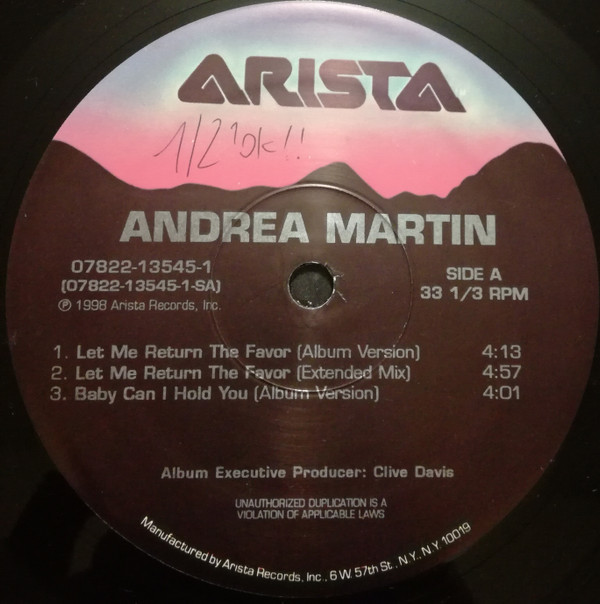 ARISTA
1/2 ok!!
ANDREA MARTIN
07822-13545-1
(07822-13545-1-SA)
℗ 1998 Arista Records, Inc.
SIDE A
33 1/3 RPM
1. Let Me Return The Favor (Album Version) 4:13
2. Let Me Return The Favor (Extended Mix) 4:57
3. Baby Can I Hold You (Album Version) 4:01
Album Executive Producer: Clive Davis
UNAUTHORIZED DUPLICATION IS A
VIOLATION OF APPLICABLE LAWS
Manufactured by Arista Records, Inc., 6 W. 57th St., N.Y., N.Y. 10019